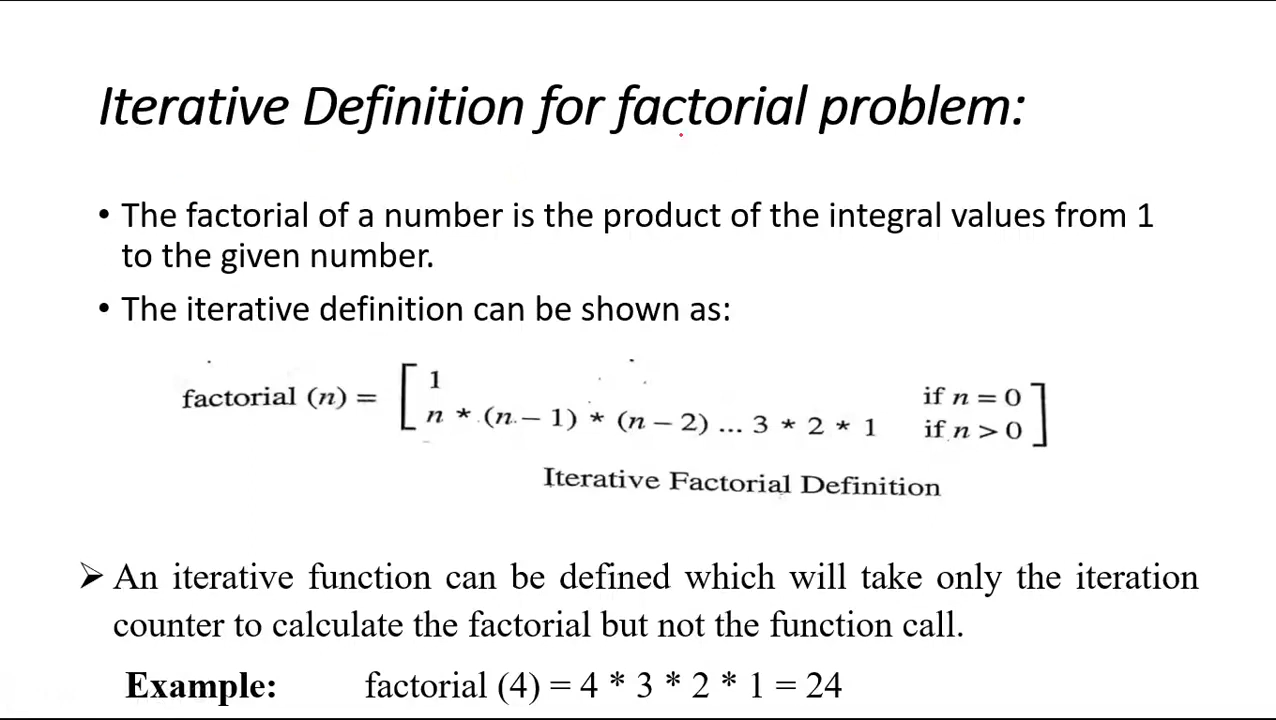 Iterative Definition for factorial problem:
• The factorial of a number is the product of the integral values from 1
to the given number.
• The iterative definition can be shown as:
factorial (n) = [ 1 if n = 0
n * (n – 1) * (n – 2) ... 3 * 2 * 1 if n > 0 ]
Iterative Factorial Definition
➢ An iterative function can be defined which will take only the iteration
counter to calculate the factorial but not the function call.
Example: factorial (4) = 4 * 3 * 2 * 1 = 24